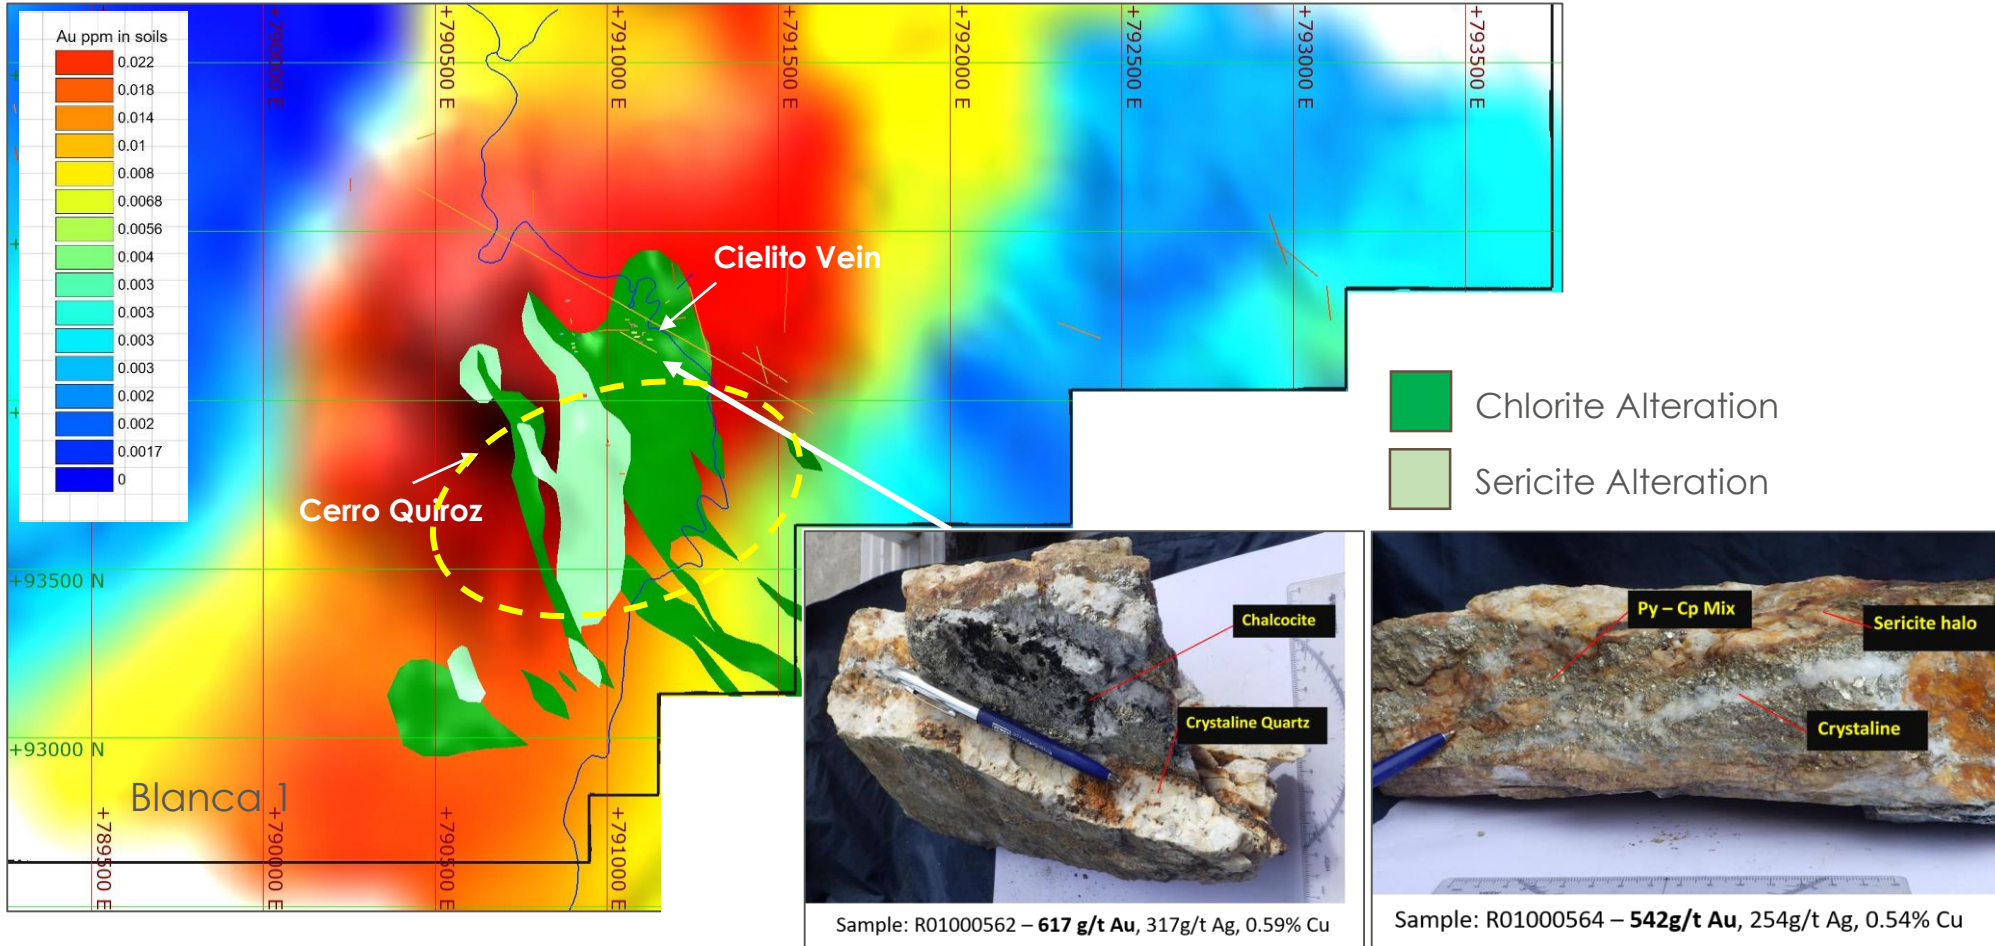 Au ppm in soils
0.022
0.018
0.014
0.01
0.008
0.0068
0.0056
0.004
0.003
0.003
0.003
0.003
0.002
0.002
0.0017
0
+790000 E
+790500 E
+791000 E
+791500 E
+792000 E
+792500 E
+793000 E
+793500 E
Cielito Vein
Cerro Quiroz
Chlorite Alteration
Sericite Alteration
+93500 N
+93000 N
Blanca 1
+789500 E
+790000 E
+790500 E
+791000 E
Chalcocite
Crystaline Quartz
Py – Cp Mix
Sericite halo
Crystaline
Sample: R01000562 – 617 g/t Au, 317g/t Ag, 0.59% Cu
Sample: R01000564 – 542g/t Au, 254g/t Ag, 0.54% Cu